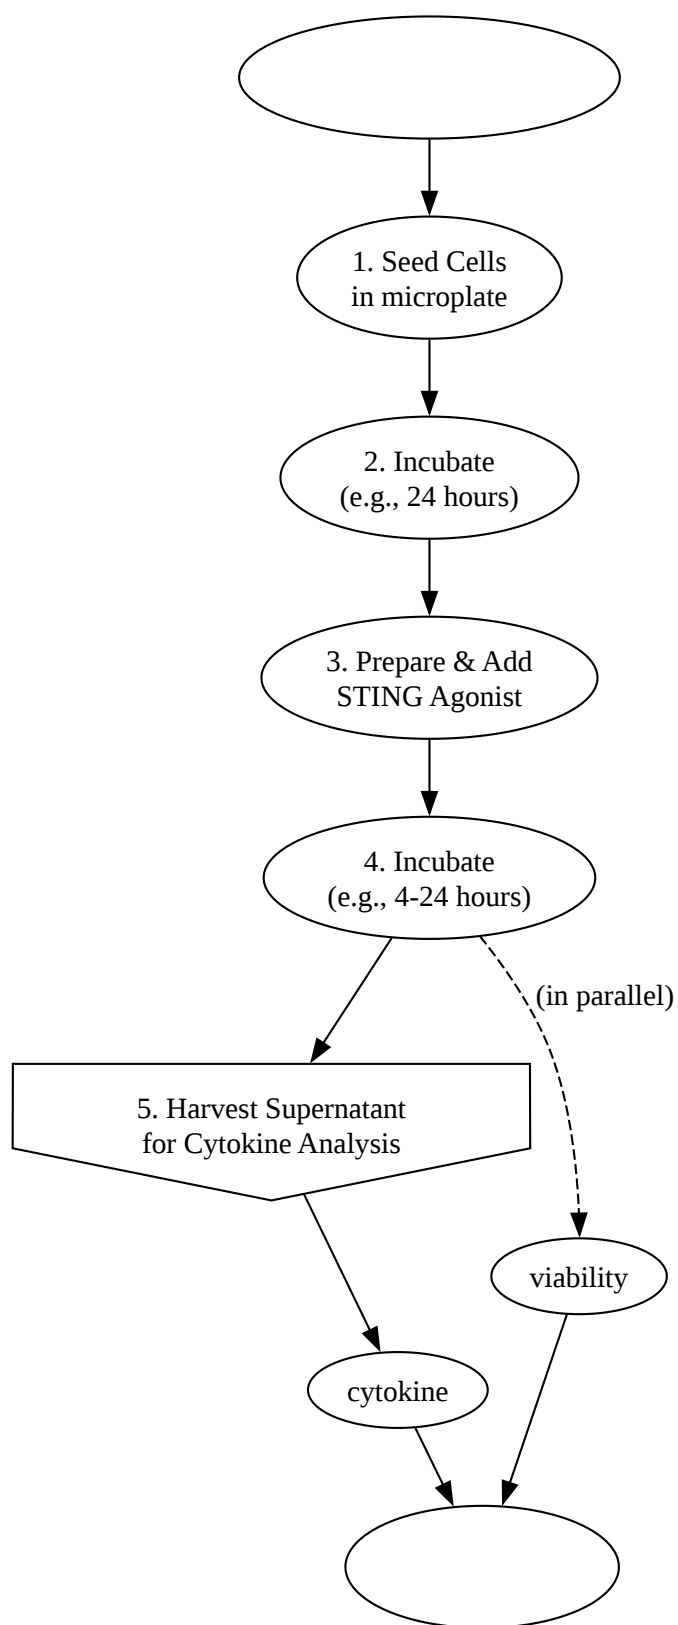 1. Seed Cells
in microplate
2. Incubate
(e.g., 24 hours)
3. Prepare & Add
STING Agonist
4. Incubate
(e.g., 4-24 hours)
(in parallel)
5. Harvest Supernatant
for Cytokine Analysis
viability
cytokine